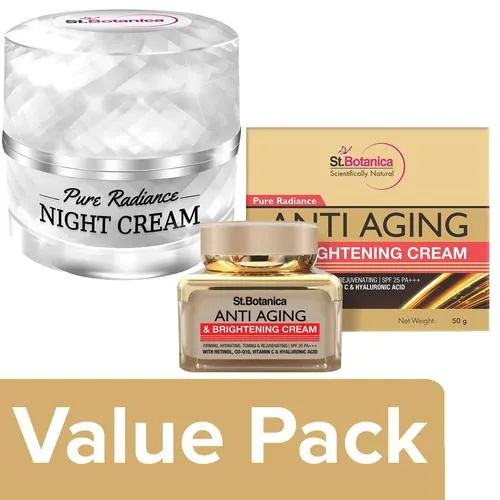 St.Botanica
Pure Radiance
NIGHT CREAM
St.Botanica
Scientifically Natural
Pure Radiance
ANTI AGING
GHTENING CREAM
REJUVENATING | SPF 25 PA+++
C & HYALURONIC ACID
Net Weight: 50 g
St.Botanica
ANTI AGING
& BRIGHTENING CREAM
FIRMING, HYDRATING, TONING & REJUVENATING | SPF 25 PA+++
WITH RETINOL, CO-Q10, VITAMIN C & HYALURONIC ACID
Value Pack